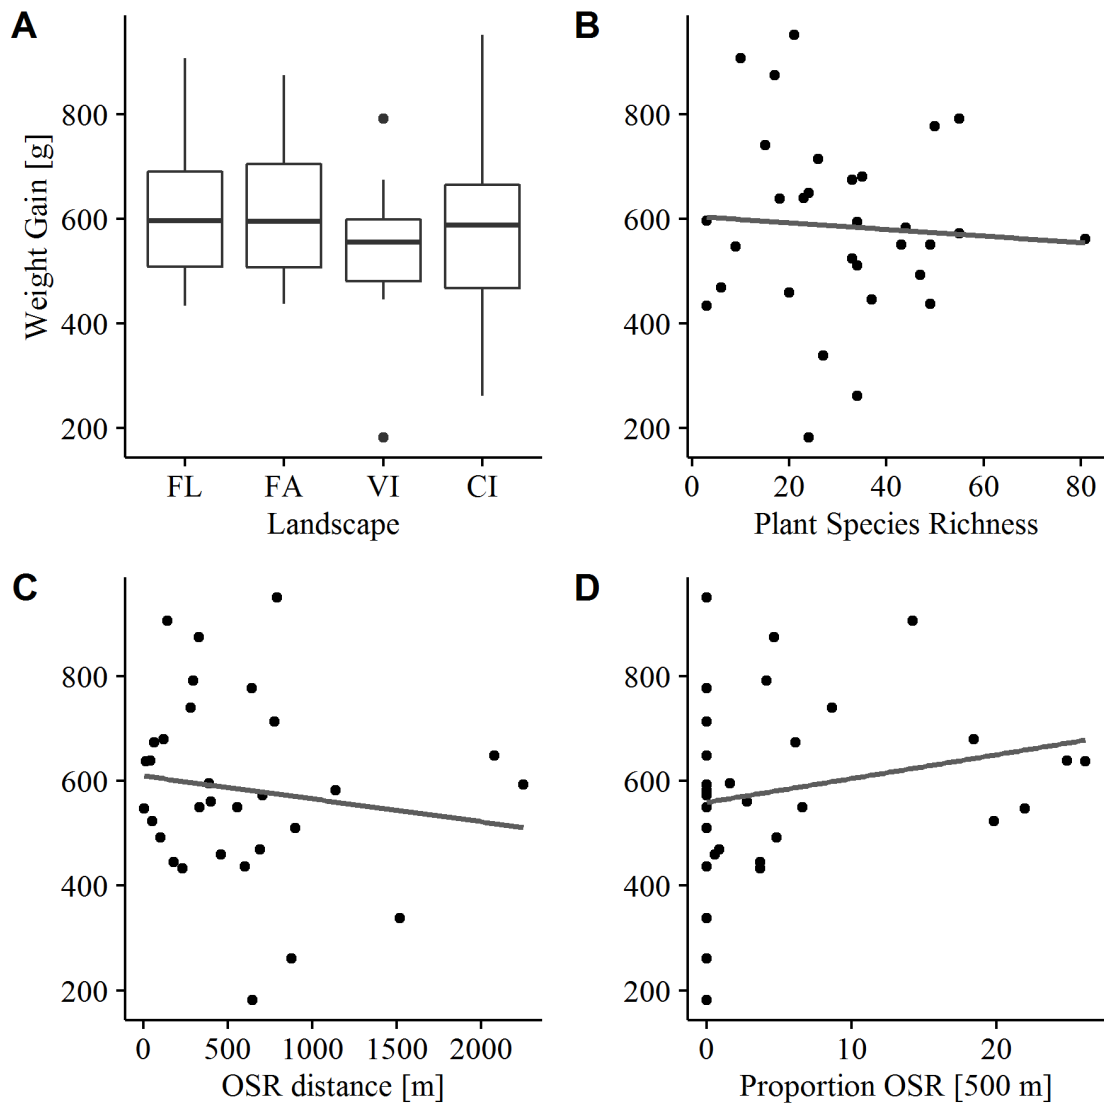 A
Weight Gain [g]
800
600
400
200
FL FA VI CI
Landscape
B
800
600
400
200
0 20 40 60 80
Plant Species Richness
C
800
600
400
200
0 500 1000 1500 2000
OSR distance [m]
D
800
600
400
200
0 10 20
Proportion OSR [500 m]